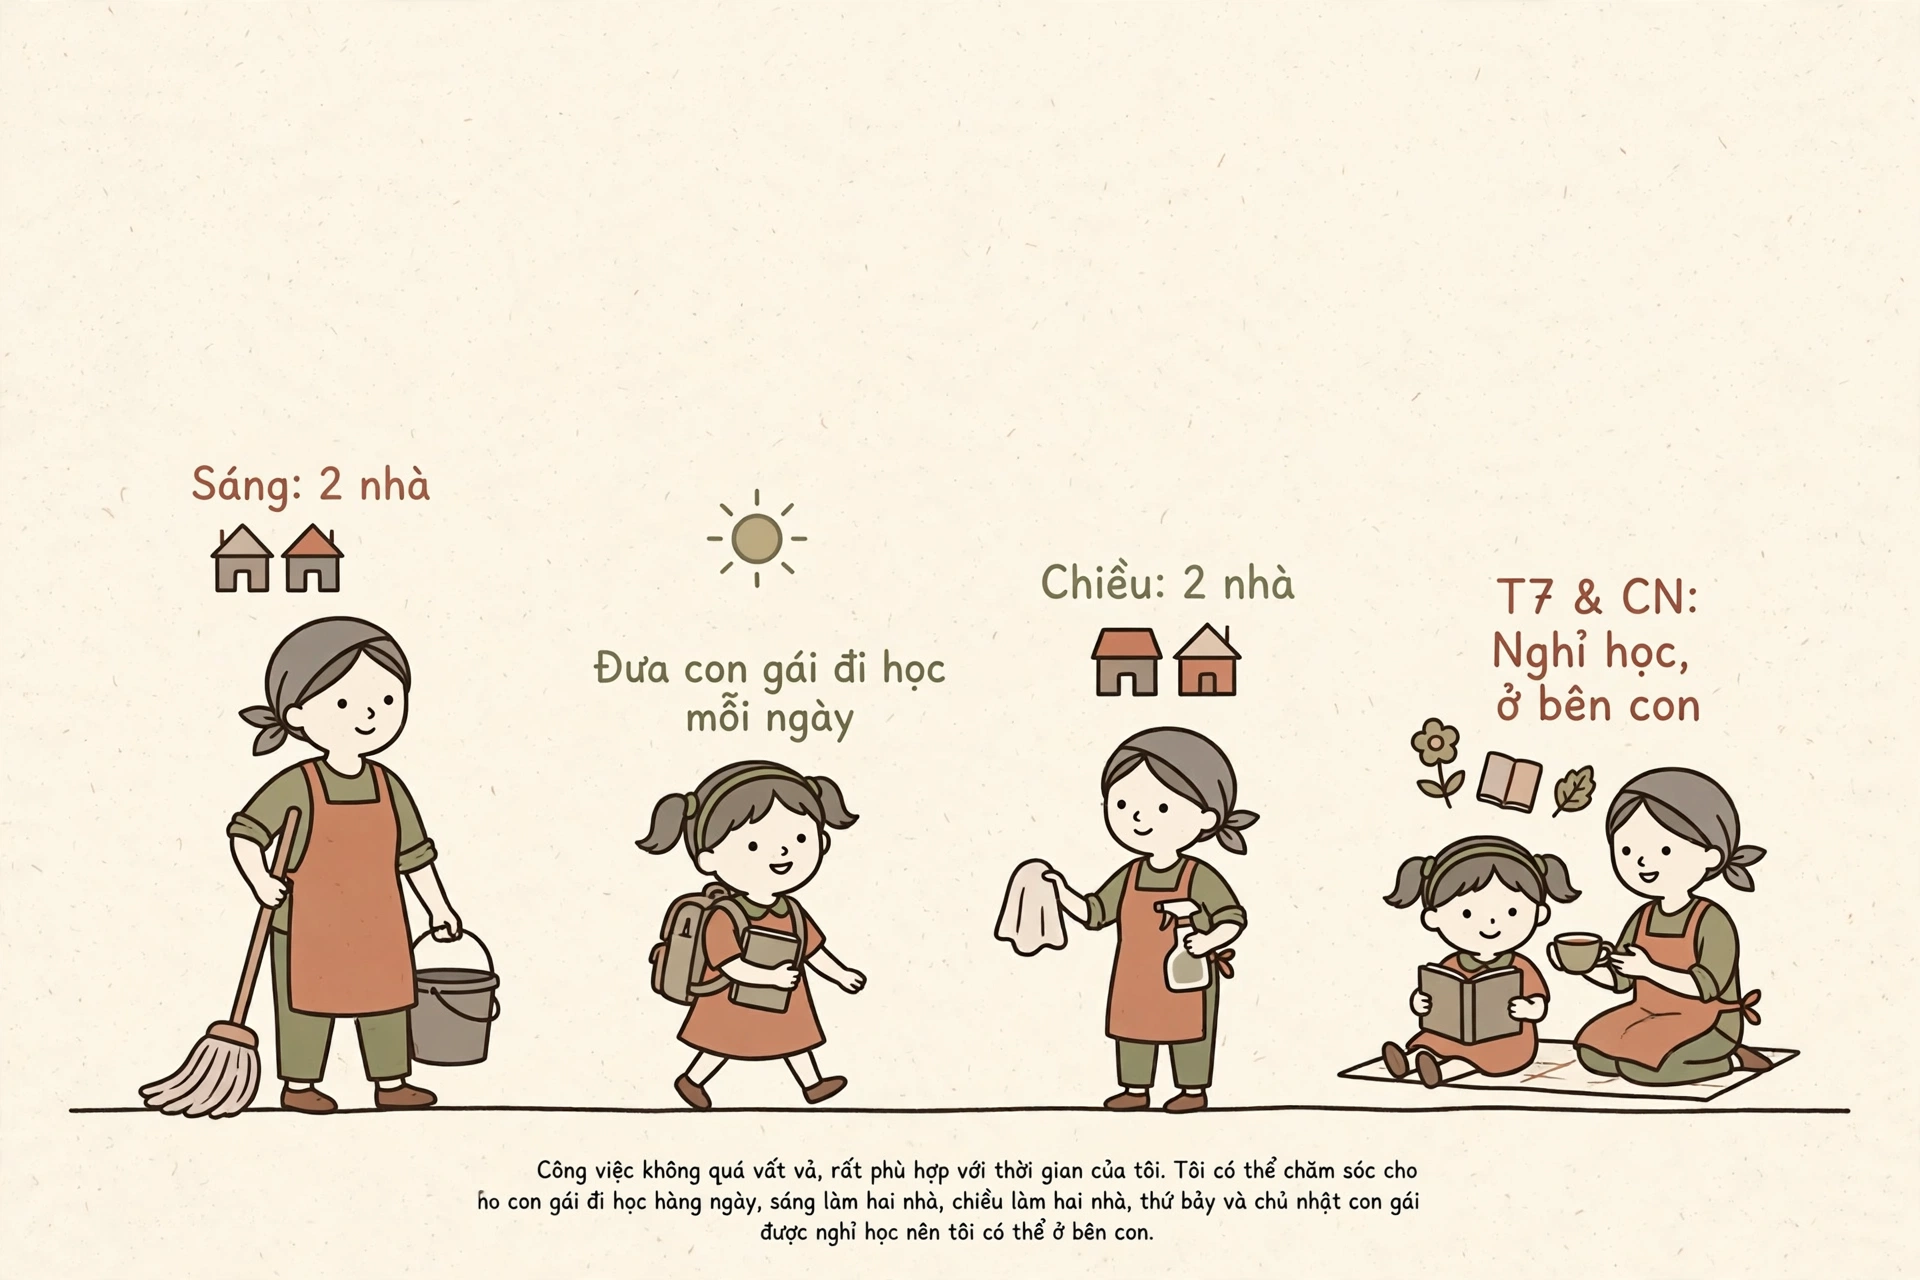 Sáng: 2 nhà
Đưa con gái đi học
mỗi ngày
Chiều: 2 nhà
T7 & CN:
Nghỉ học,
ở bên con
Công việc không quá vất vả, rất phù hợp với thời gian của tôi. Tôi có thể chăm sóc cho
ho con gái đi học hàng ngày, sáng làm hai nhà, chiều làm hai nhà, thứ bảy và chủ nhật con gái
được nghỉ học nên tôi có thể ở bên con.